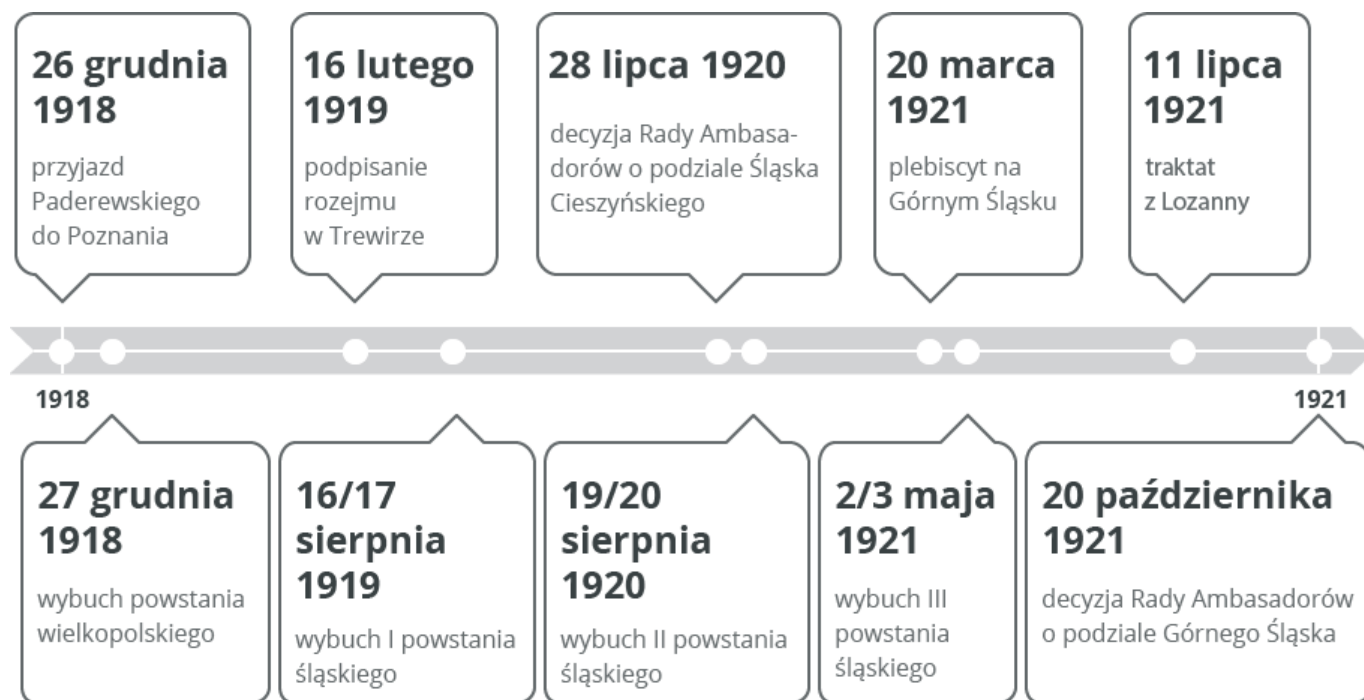 26 grudnia
1918
przyjazd
Paderewskiego
do Poznania
16 lutego
1919
podpisanie
rozejmu
w Trewirze
28 lipca 1920
decyzja Rady Ambasa-
dorów o podziale Śląska
Cieszyńskiego
20 marca
1921
plebiscyt na
Górnym Śląsku
11 lipca
1921
traktat
z Lozanny
1918
1921
27 grudnia
1918
wybuch powstania
wielkopolskiego
16/17
sierpnia
1919
wybuch I powstania
śląskiego
19/20
sierpnia
1920
wybuch II powstania
śląskiego
2/3 maja
1921
wybuch III
powstania
śląskiego
20 października
1921
decyzja Rady Ambasadorów
o podziale Górnego Śląska